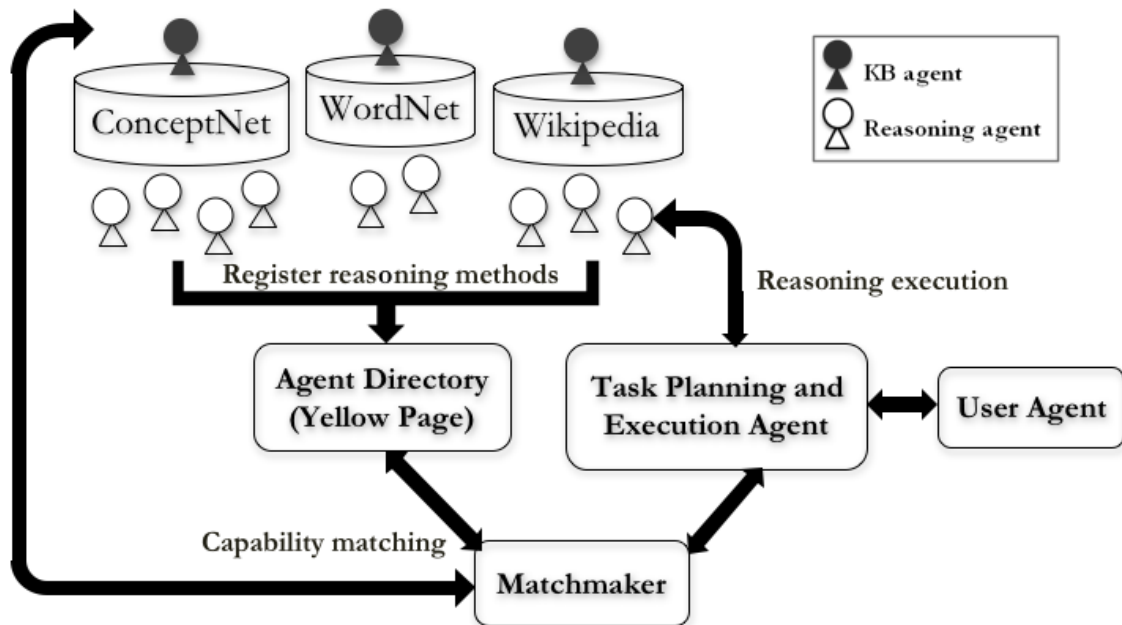 ConceptNet
WordNet
Wikipedia
KB agent
Reasoning agent
Register reasoning methods
Reasoning execution
Agent Directory
(Yellow Page)
Task Planning and
Execution Agent
User Agent
Capability matching
Matchmaker